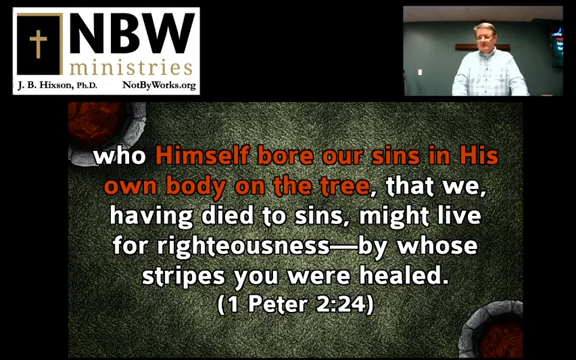 NBW
ministries
J. B. Hixson, Ph.D. NotByWorks.org
who Himself bore our sins in His
own body on the tree, that we,
having died to sins, might live
for righteousness—by whose
stripes you were healed.
(1 Peter 2:24)